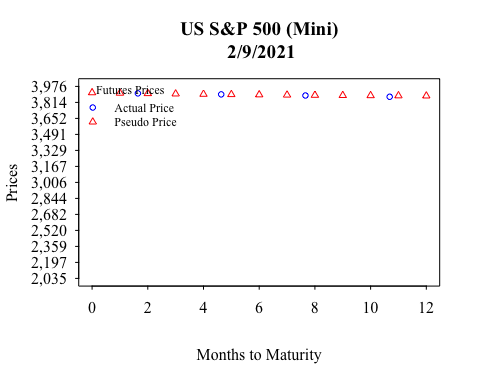 US S&P 500 (Mini)
2/9/2021
Futures Prices
Actual Price
Pseudo Price
Prices
3,976
3,814
3,652
3,491
3,329
3,167
3,006
2,844
2,682
2,520
2,359
2,197
2,035
0 2 4 6 8 10 12
Months to Maturity